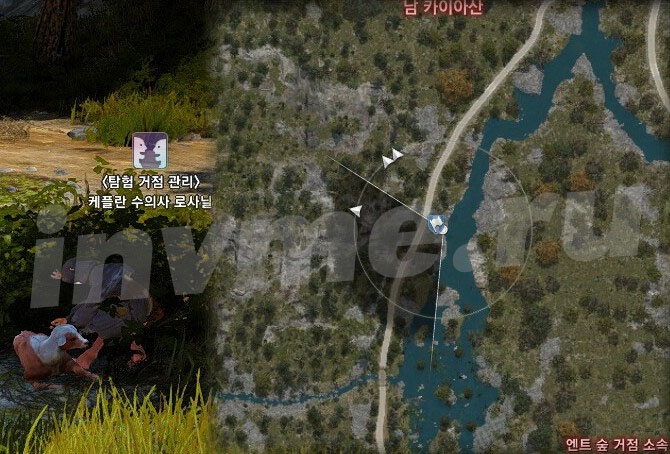 남 카이아산
<탐험 거점 관리>
케플란 수의사 로사닐
invme.ru
엔트 숲 거점 소속